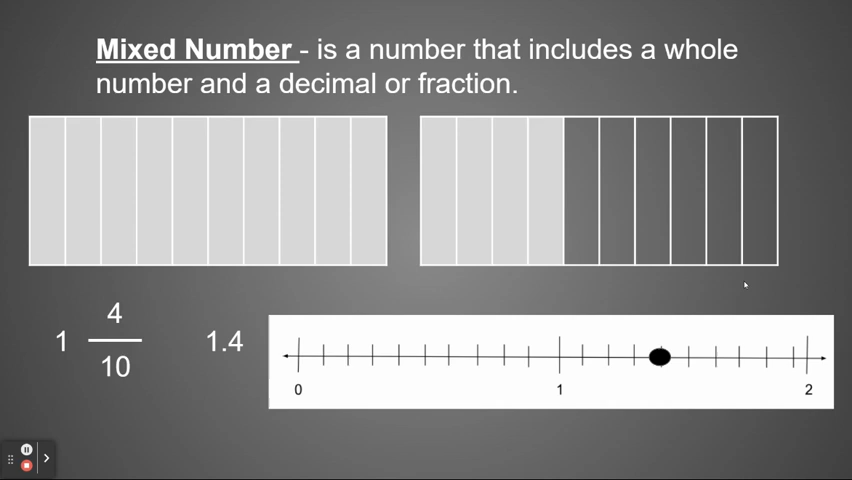 Mixed Number - is a number that includes a whole
number and a decimal or fraction.
1 4/10 1.4
0 1 2